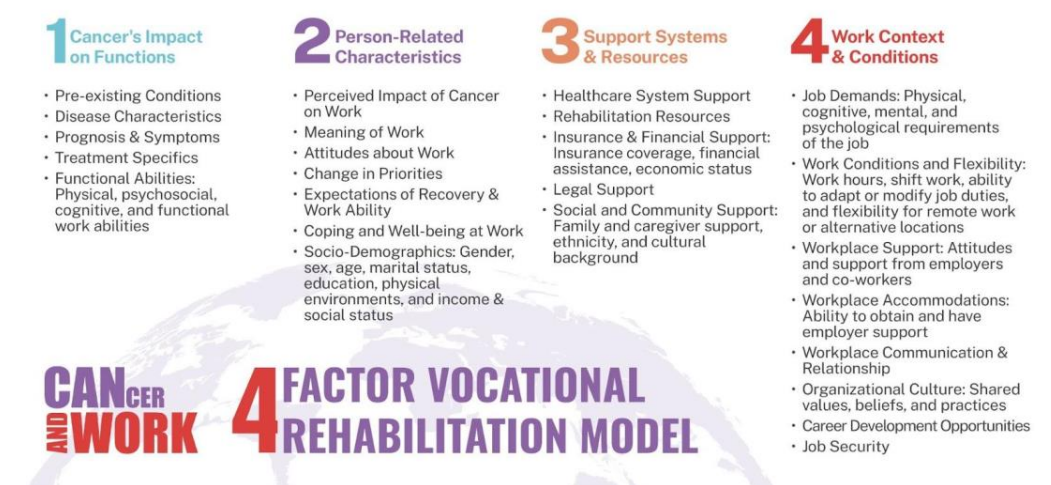 1 Cancer's Impact
on Functions
• Pre-existing Conditions
• Disease Characteristics
• Prognosis & Symptoms
• Treatment Specifics
• Functional Abilities:
Physical, psychosocial,
cognitive, and functional
work abilities
2 Person-Related
Characteristics
• Perceived Impact of Cancer
on Work
• Meaning of Work
• Attitudes about Work
• Change in Priorities
• Expectations of Recovery &
Work Ability
• Coping and Well-being at Work
• Socio-Demographics: Gender,
sex, age, marital status,
education, physical
environments, and income &
social status
3 Support Systems
& Resources
• Healthcare System Support
• Rehabilitation Resources
• Insurance & Financial Support:
Insurance coverage, financial
assistance, economic status
• Legal Support
• Social and Community Support:
Family and caregiver support,
ethnicity, and cultural
background
4 Work Context
& Conditions
• Job Demands: Physical,
cognitive, mental, and
psychological requirements
of the job
• Work Conditions and Flexibility:
Work hours, shift work, ability
to adapt or modify job duties,
and flexibility for remote work
or alternative locations
• Workplace Support: Attitudes
and support from employers
and co-workers
• Workplace Accommodations:
Ability to obtain and have
employer support
• Workplace Communication &
Relationship
• Organizational Culture: Shared
values, beliefs, and practices
• Career Development Opportunities
• Job Security
CANCER
AND WORK
4 FACTOR VOCATIONAL
REHABILITATION MODEL